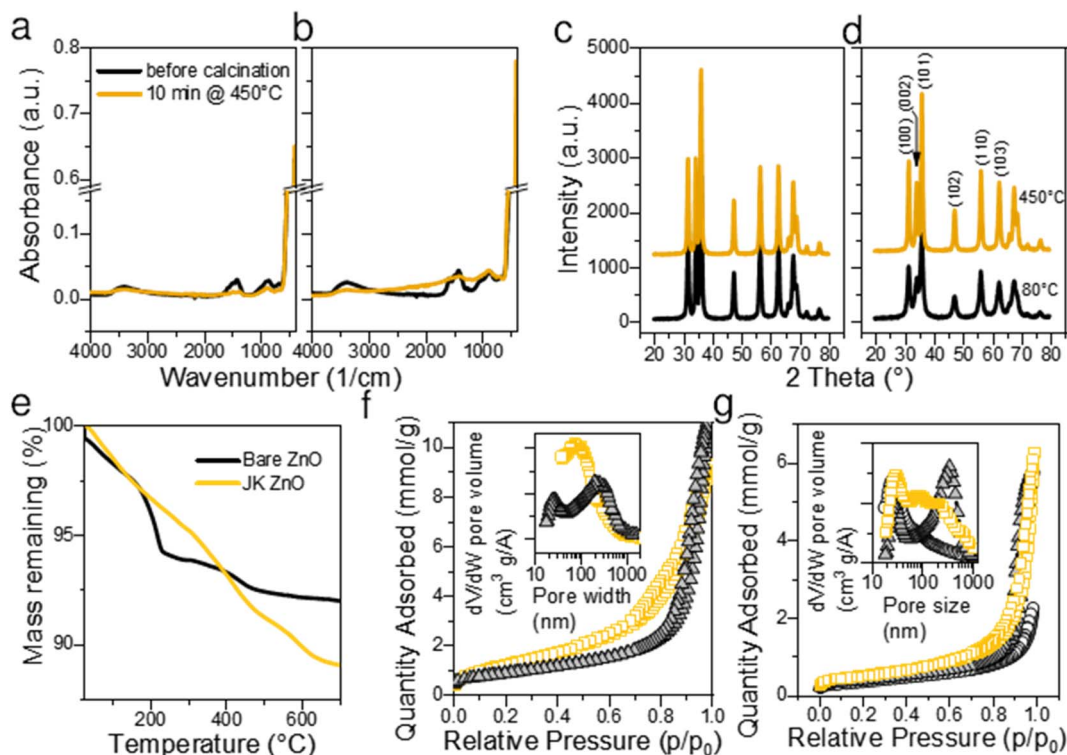 a
b
c
d
0.8
0.7
0.6
0.1
0.0
before calcination
10 min @ 450°C
Absorbance (a.u.)
4000 3000 2000 1000
4000 3000 2000 1000
Wavenumber (1/cm)
5000
4000
3000
2000
1000
0
Intensity (a.u.)
20 30 40 50 60 70 80
20 30 40 50 60 70 80
2 Theta (°)
(100)
(002)
(101)
(102)
(110)
(103)
450°C
80°C
e
100
95
90
Mass remaining (%)
Bare ZnO
JK ZnO
200 400 600
Temperature (°C)
f
10
8
6
4
2
0
Quantity Adsorbed (mmol/g)
dV/dW pore volume
(cm³ g/A)
10 100 1000
Pore width
(nm)
0.0 0.2 0.4 0.6 0.8 1.0
Relative Pressure (p/p₀)
g
6
4
2
0
Quantity Adsorbed (mmol/g)
dV/dW pore volume
(cm³ g/A)
10 100 1000
Pore size
(nm)
0.0 0.2 0.4 0.6 0.8 1.0
Relative Pressure (p/p₀)